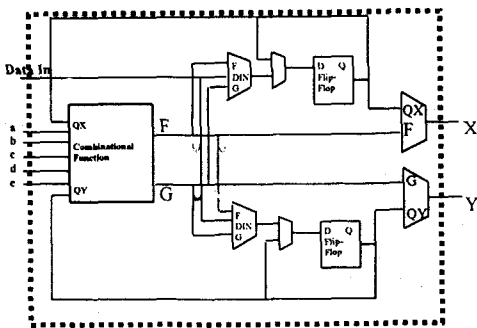 Data In
F
DIN
G
D Q
Flip-
Flop
QX
F
X
a
b
c
d
e
QX
Combinational
Function
QY
F
G
G
QY
Y
F
DIN
G
D Q
Flip-
Flop